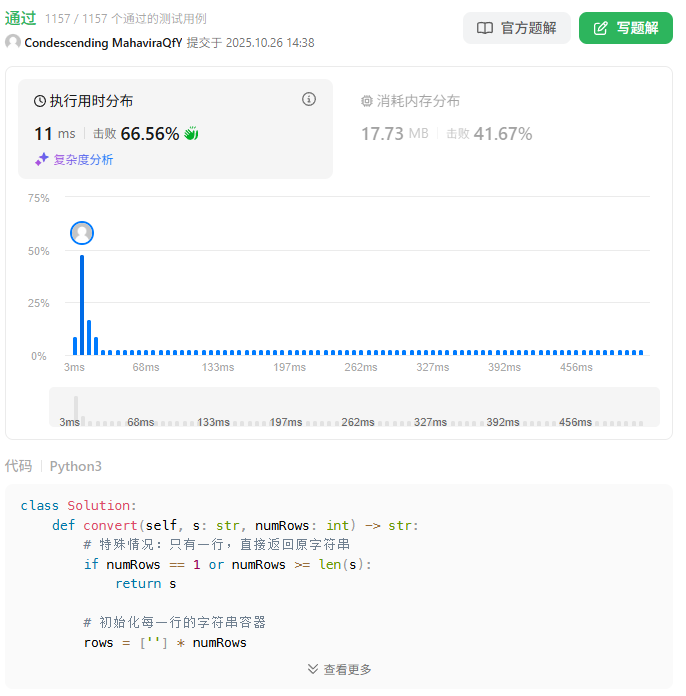 通过 1157 / 1157 个通过的测试用例
官方题解 写题解
Condescending MahaviraQfY 提交于 2025.10.26 14:38
执行用时分布
11 ms 击败 66.56%
复杂度分析
消耗内存分布
17.73 MB 击败 41.67%
75%
50%
25%
0%
3ms 68ms 133ms 197ms 262ms 327ms 392ms 456ms
3ms 68ms 133ms 197ms 262ms 327ms 392ms 456ms
代码 Python3
class Solution:
    def convert(self, s: str, numRows: int) -> str:
        # 特殊情况：只有一行，直接返回原字符串
        if numRows == 1 or numRows >= len(s):
            return s
        # 初始化每一行的字符串容器
        rows = [''] * numRows
查看更多